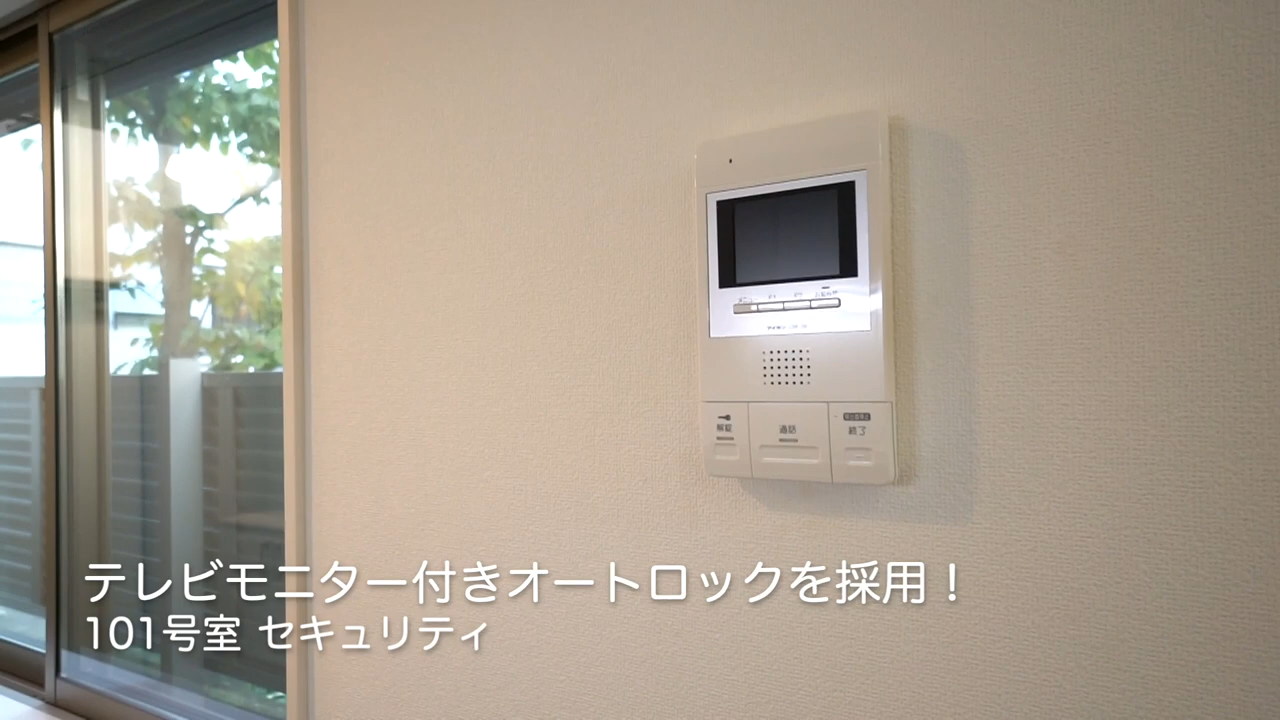 解錠
通話
終了
テレビモニター付きオートロックを採用！
101号室 セキュリティ